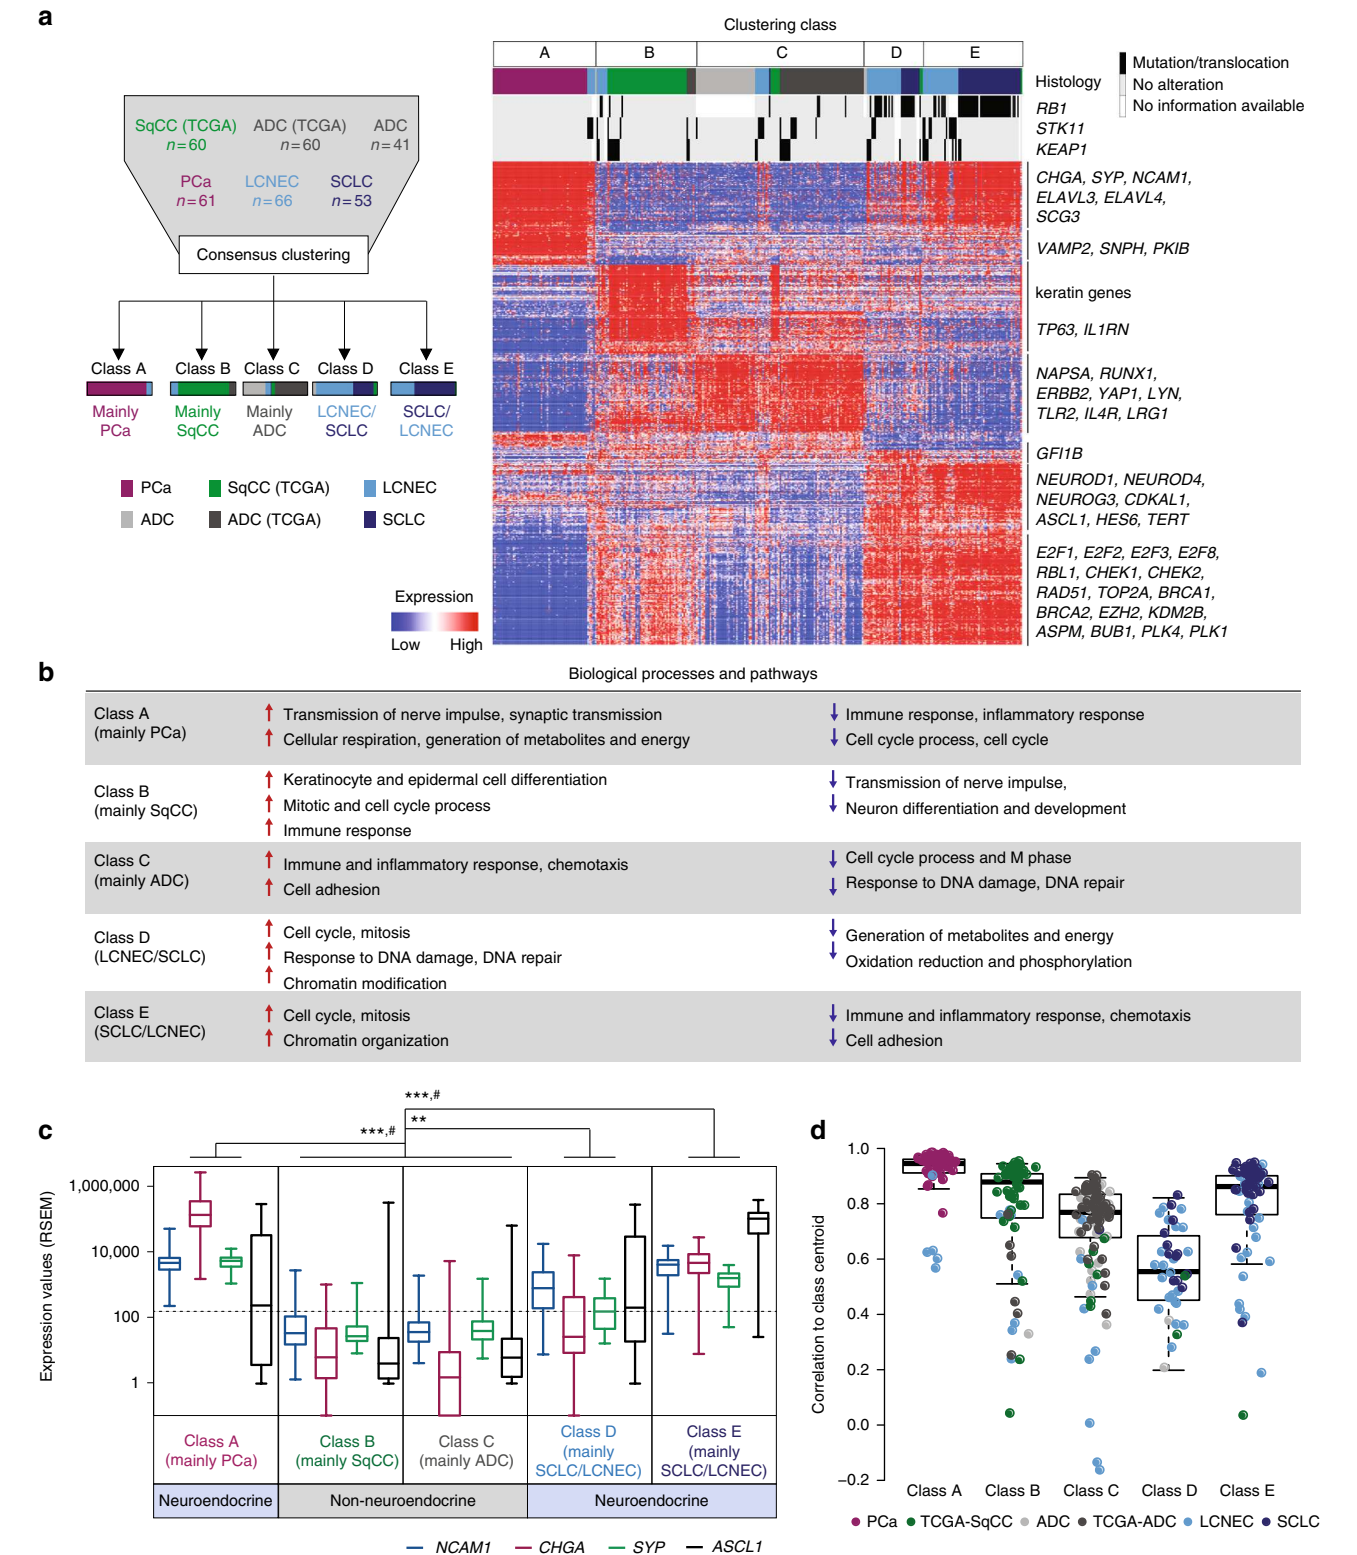 a
SqCC (TCGA) ADC (TCGA) ADC
n=60 n=60 n=41
PCa LCNEC SCLC
n=61 n=66 n=53
Consensus clustering
Class A Class B Class C Class D Class E
Mainly PCa
Mainly SqCC
Mainly ADC
LCNEC/ SCLC
SCLC/ LCNEC
PCa SqCC (TCGA) LCNEC
ADC ADC (TCGA) SCLC
Expression
Low High
Clustering class
A B C D E
Histology
RB1
STK11
KEAP1
Mutation/translocation
No alteration
No information available
CHGA, SYP, NCAM1,
ELAVL3, ELAVL4,
SCG3
VAMP2, SNPH, PKIB
keratin genes
TP63, IL1RN
NAPSA, RUNX1,
ERBB2, YAP1, LYN,
TLR2, IL4R, LRG1
GFI1B
NEUROD1, NEUROD4,
NEUROG3, CDKAL1,
ASCL1, HES6, TERT
E2F1, E2F2, E2F3, E2F8,
RBL1, CHEK1, CHEK2,
RAD51, TOP2A, BRCA1,
BRCA2, EZH2, KDM2B,
ASPM, BUB1, PLK4, PLK1
b
Biological processes and pathways
Class A
(mainly PCa)
↑ Transmission of nerve impulse, synaptic transmission
↑ Cellular respiration, generation of metabolites and energy
↓ Immune response, inflammatory response
↓ Cell cycle process, cell cycle
Class B
(mainly SqCC)
↑ Keratinocyte and epidermal cell differentiation
↑ Mitotic and cell cycle process
↑ Immune response
↓ Transmission of nerve impulse,
↓ Neuron differentiation and development
Class C
(mainly ADC)
↑ Immune and inflammatory response, chemotaxis
↑ Cell adhesion
↓ Cell cycle process and M phase
↓ Response to DNA damage, DNA repair
Class D
(LCNEC/SCLC)
↑ Cell cycle, mitosis
↑ Response to DNA damage, DNA repair
↑ Chromatin modification
↓ Generation of metabolites and energy
↓ Oxidation reduction and phosphorylation
Class E
(SCLC/LCNEC)
↑ Cell cycle, mitosis
↑ Chromatin organization
↓ Immune and inflammatory response, chemotaxis
↓ Cell adhesion
c
***,#
**
***,#
Expression values (RSEM)
1,000,000
10,000
100
1
Class A
(mainly PCa)
Class B
(mainly SqCC)
Class C
(mainly ADC)
Class D
(mainly
SCLC/LCNEC)
Class E
(mainly
SCLC/LCNEC)
Neuroendocrine Non-neuroendocrine Neuroendocrine
NCAM1 CHGA SYP ASCL1
d
Correlation to class centroid
1.0
0.8
0.6
0.4
0.2
0.0
−0.2
Class A Class B Class C Class D Class E
PCa TCGA-SqCC ADC TCGA-ADC LCNEC SCLC